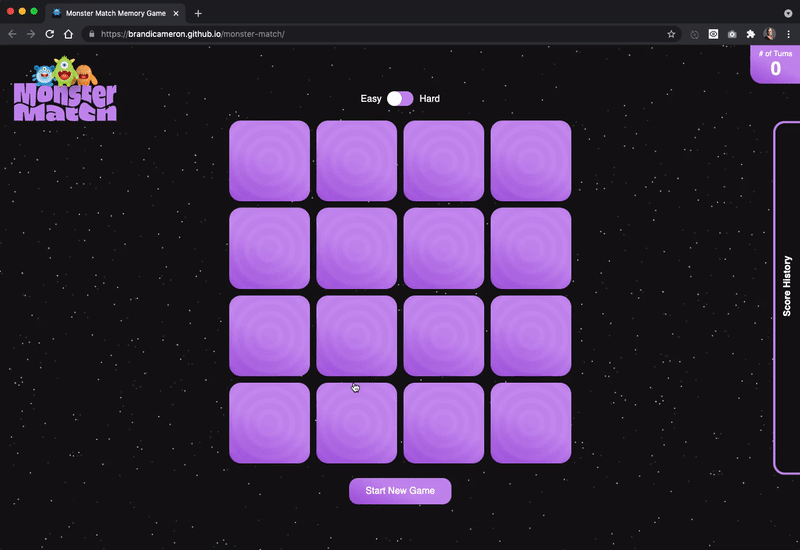 Monster Match Memory Game
https://brandicameron.github.io/monster-match/
# of Turns
0
Monster
Match
Easy
Hard
Score History
Start New Game